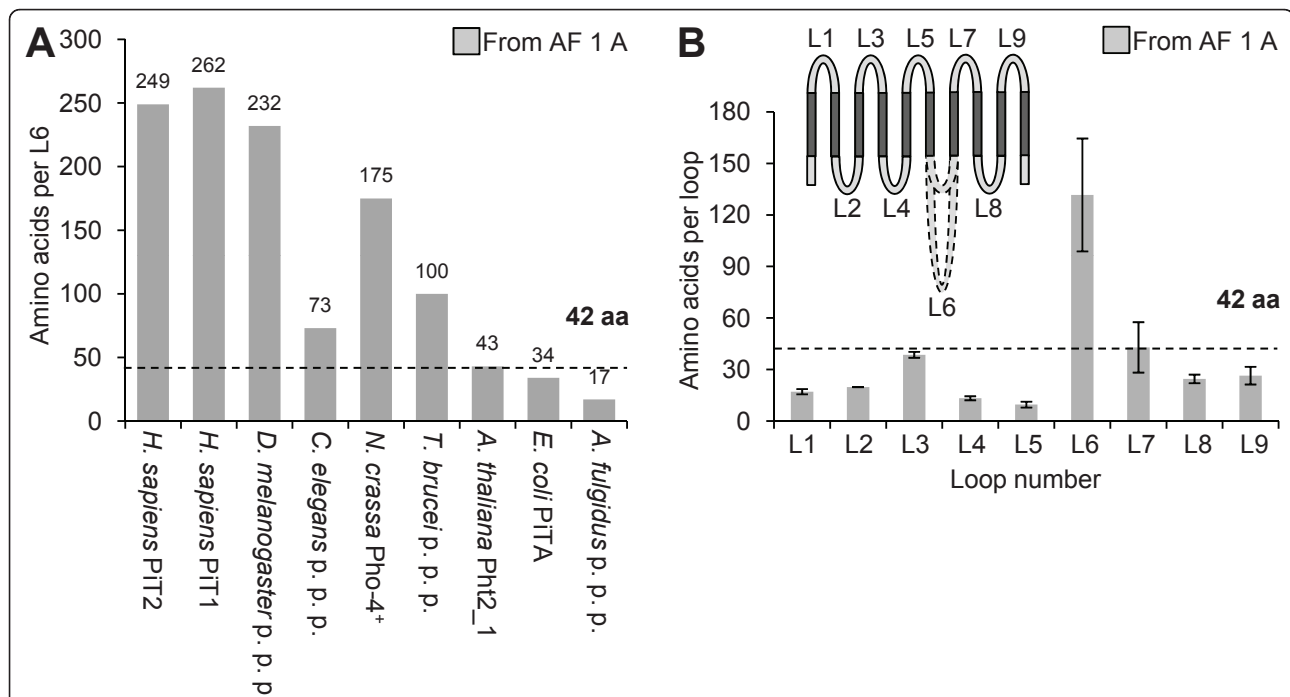 A
From AF 1 A
Amino acids per L6
300
250
200
150
100
50
0
249
262
232
73
175
100
43
34
17
42 aa
H. sapiens PiT2
H. sapiens PiT1
D. melanogaster p. p. p
C. elegans p. p. p.
N. crassa Pho-4+
T. brucei p. p. p.
A. thaliana Pht2_1
E. coli PiTA
A. fulgidus p. p. p.
B
From AF 1 A
L1 L3 L5 L7 L9
L2 L4 L8
L6
Amino acids per loop
180
150
120
90
60
30
0
42 aa
L1 L2 L3 L4 L5 L6 L7 L8 L9
Loop number